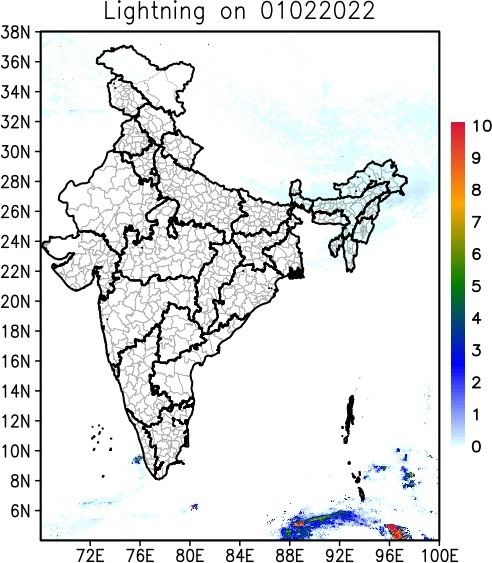 Lightning on 01022022
38N
36N
34N
32N
30N
28N
26N
24N
22N
20N
18N
16N
14N
12N
10N
8N
6N
72E 76E 80E 84E 88E 92E 96E 100E
10
9
8
7
6
5
4
3
2
1
0